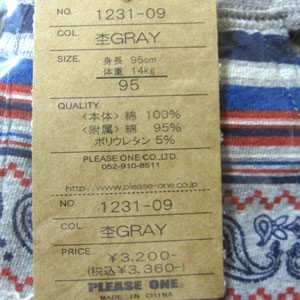 NO. 1231-09
COL. 杢GRAY
SIZE. 身長 95cm
体重 14kg
95
QUALITY.
〈本体〉綿 100%
〈附属〉綿 95%
ポリウレタン 5%
PLEASE ONE CO.,LTD.
052-910-8511
http://www.please-one.co
NO. 1231-09
COL. 杢GRAY
PRICE ¥3,200-
(税込¥3,360-)
PLEASE ONE
MADE IN CHINA